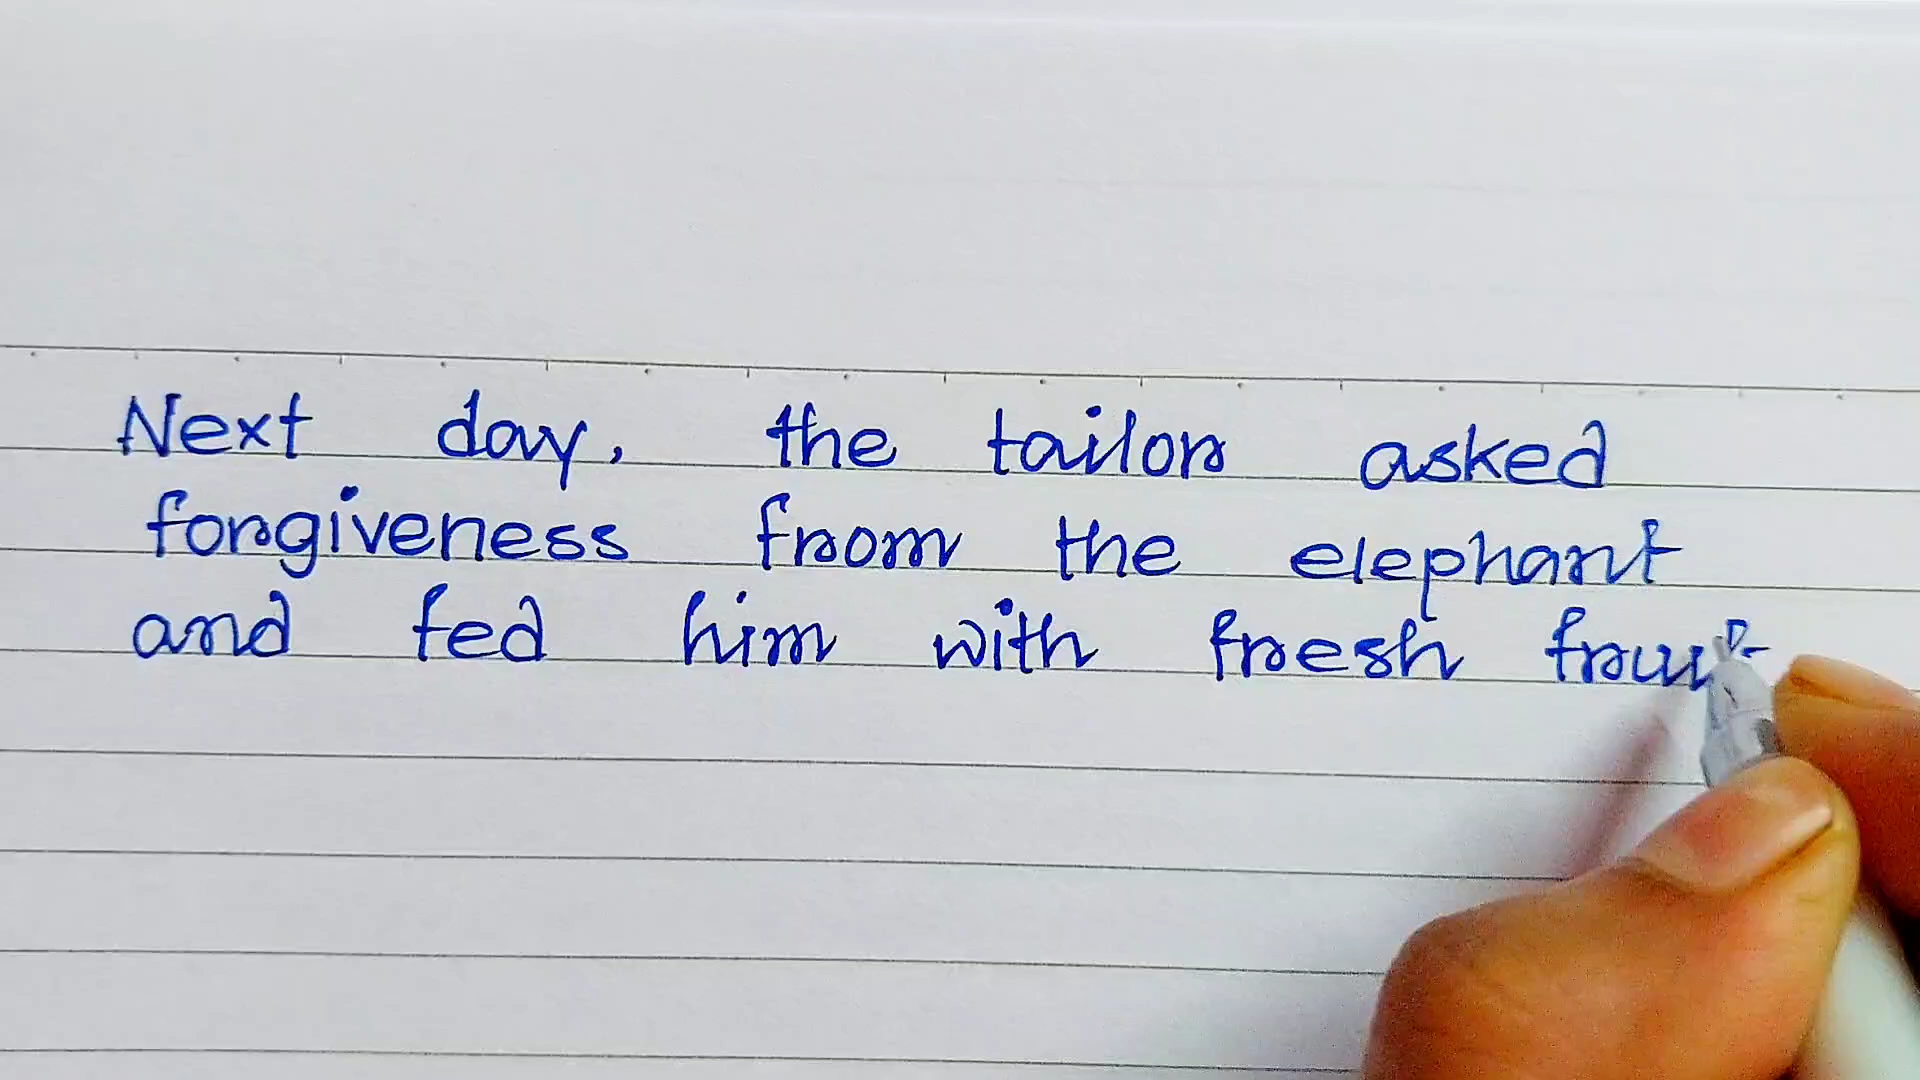 Next day, the tailor asked
forgiveness from the elephant
and fed him with fresh